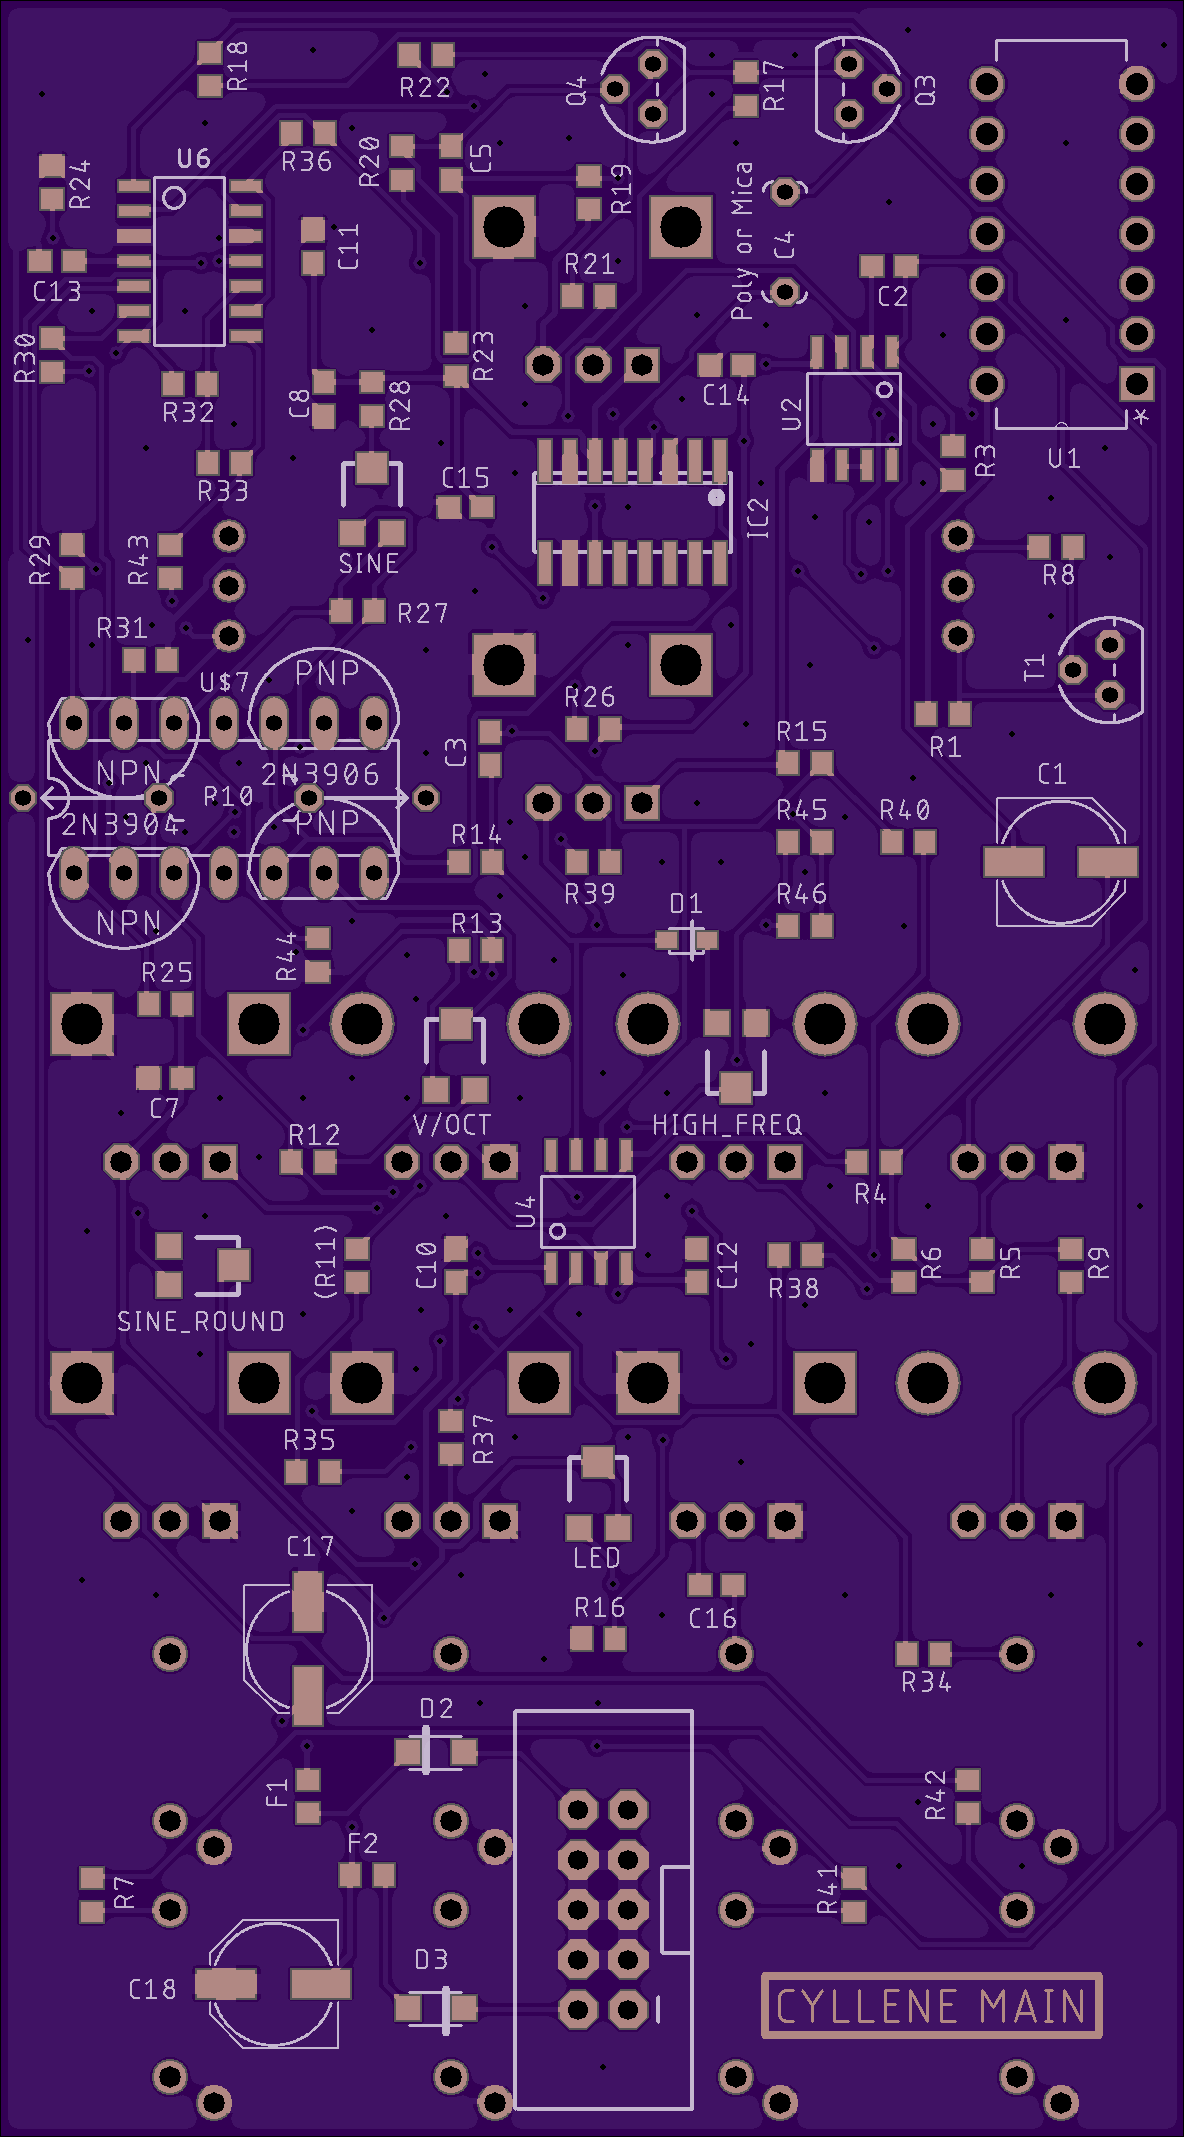 R18
R22
Q4
R17
Q3
U6
R36
R20
C5
R24
R19
Poly or Mica
C11
C4
R21
C13
C2
R30
R23
C8
R28
C14
R32
U2
*
R3
U1
R33
C15
IC2
R29
R43
SINE
R8
R27
R31
T1
U$7
PNP
R26
R1
R15
C3
NPN
2N3906
C1
R10
2N3904
PNP
R14
R45
R40
R39
R46
D1
NPN
R13
R44
R25
V/OCT
HIGH_FREQ
C7
R12
R4
U4
(R11)
C10
C12
R38
R6
R5
R9
SINE_ROUND
R35
R37
C17
LED
R16
C16
R34
D2
F1
R42
F2
R7
R41
D3
C18
CYLLENE MAIN